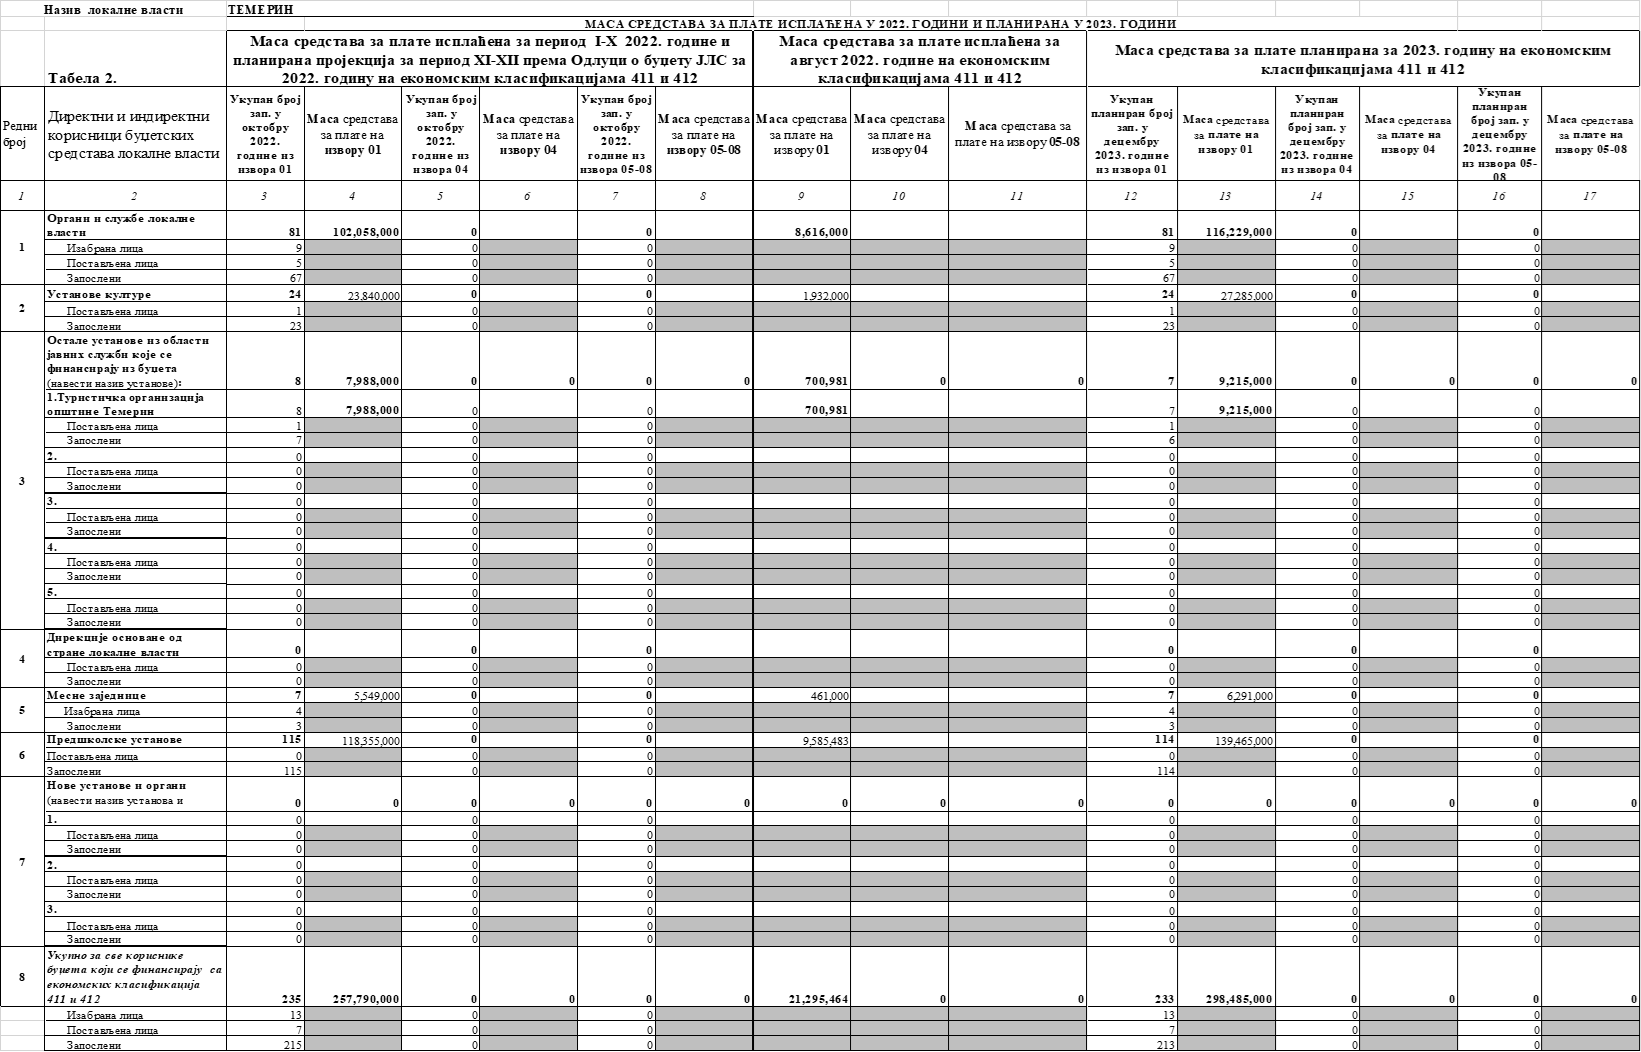 Назив локалне власти ТЕМЕРИН
МАСА СРЕДСТАВА ЗА ПЛАТЕ ИСПЛАЋЕНА У 2022. ГОДИНИ И ПЛАНИРАНА У 2023. ГОДИНИ
Табела 2.
Маса средстава за плате исплаћена за период I-X 2022. године и
планирана пројекција за период XI-XII према Одлуци о буџету ЈЛС за
2022. годину на економским класификацијама 411 и 412
Маса средстава за плате исплаћена за
август 2022. године на економским
класификацијама 411 и 412
Маса средстава за плате планирана за 2023. годину на економским
класификацијама 411 и 412
Редни
број
Директни и индиректни
корисници буџетских
средстава локалне власти
Укупан број
зап. у
октобру
2022.
године из
извора 01
Маса средстава
за плате на
извору 01
Укупан број
зап. у
октобру
2022.
године из
извора 04
Маса средстава
за плате на
извору 04
Укупан број
зап. у
октобру
2022.
године из
извора 05-08
Маса средстава
за плате на
извору 05-08
Маса средстава
за плате на
извору 01
Маса средстава
за плате на
извору 04
Маса средстава за
плате на извору 05-08
Укупан
планиран број
зап. у
децембру
2023. године
из извора 01
Маса средстава
за плате на
извору 01
Укупан
планиран
број зап. у
децембру
2023. године
из извора 04
Маса средстава
за плате на
извору 04
Укупан
планиран
број зап. у
децембру
2023. године
из извора 05-
08
Маса средстава
за плате на
извору 05-08
1 2 3 4 5 6 7 8 9 10 11 12 13 14 15 16 17
1
Органи и службе локалне
власти 81 102,058,000 0 0 8,616,000 81 116,229,000 0 0
Изабрана лица 9 0 0 9 0 0
Постављена лица 5 0 0 5 0 0
Запослени 67 0 0 67 0 0
2
Установе културе 24 23,840,000 0 0 1,932,000 24 27,285,000 0 0
Постављена лица 1 0 0 1 0 0
Запослени 23 0 0 23 0 0
3
Остале установе из области
јавних служби које се
финансирају из буџета
(навести назив установе): 8 7,988,000 0 0 0 0 700,981 0 0 7 9,215,000 0 0 0 0
1.Туристичка организација
општине Темерин 8 7,988,000 0 0 700,981 7 9,215,000 0 0
Постављена лица 1 0 0 1 0 0
Запослени 7 0 0 6 0 0
2. 0 0 0 0 0 0
Постављена лица 0 0 0 0 0 0
Запослени 0 0 0 0 0 0
3. 0 0 0 0 0 0
Постављена лица 0 0 0 0 0 0
Запослени 0 0 0 0 0 0
4. 0 0 0 0 0 0
Постављена лица 0 0 0 0 0 0
Запослени 0 0 0 0 0 0
5. 0 0 0 0 0 0
Постављена лица 0 0 0 0 0 0
Запослени 0 0 0 0 0 0
4
Дирекције основане од
стране локалне власти 0 0 0 0 0 0
Постављена лица 0 0 0 0 0 0
Запослени 0 0 0 0 0 0
5
Месне заједнице 7 5,549,000 0 0 461,000 7 6,291,000 0 0
Изабрана лица 4 0 0 4 0 0
Запослени 3 0 0 3 0 0
6
Предшколске установе 115 118,355,000 0 0 9,585,483 114 139,465,000 0 0
Постављена лица 0 0 0 0 0 0
Запослени 115 0 0 114 0 0
7
Нове установе и органи
(навести назив установа и 0 0 0 0 0 0 0 0 0 0 0 0 0 0 0
1. 0 0 0 0 0 0
Постављена лица 0 0 0 0 0 0
Запослени 0 0 0 0 0 0
2. 0 0 0 0 0 0
Постављена лица 0 0 0 0 0 0
Запослени 0 0 0 0 0 0
3. 0 0 0 0 0 0
Постављена лица 0 0 0 0 0 0
Запослени 0 0 0 0 0 0
8
Укупно за све кориснике
буџета који се финансирају са
економских класификација
411 и 412 235 257,790,000 0 0 0 0 21,295,464 0 0 233 298,485,000 0 0 0 0
Изабрана лица 13 0 0 13 0 0
Постављена лица 7 0 0 7 0 0
Запослени 215 0 0 213 0 0